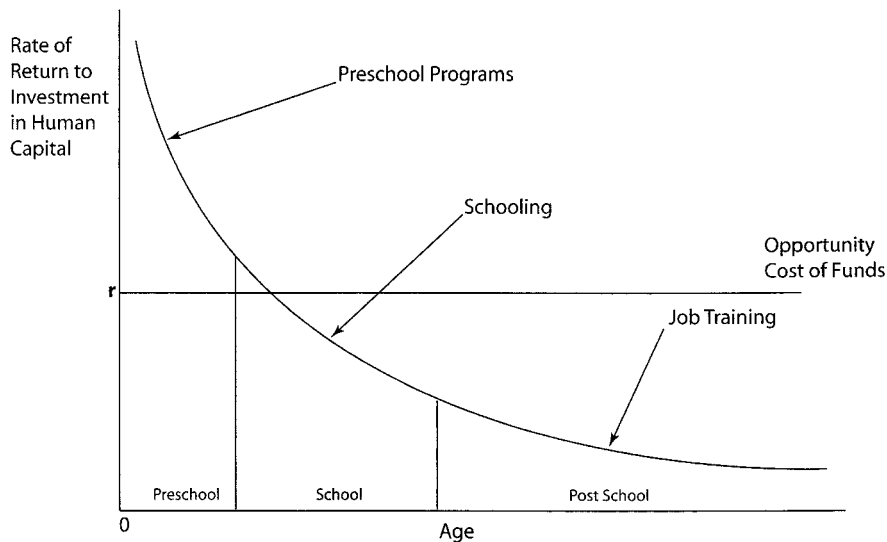 Rate of
Return to
Investment
in Human
Capital
Preschool Programs
Schooling
Opportunity
Cost of Funds
r
Job Training
Preschool
School
Post School
0
Age